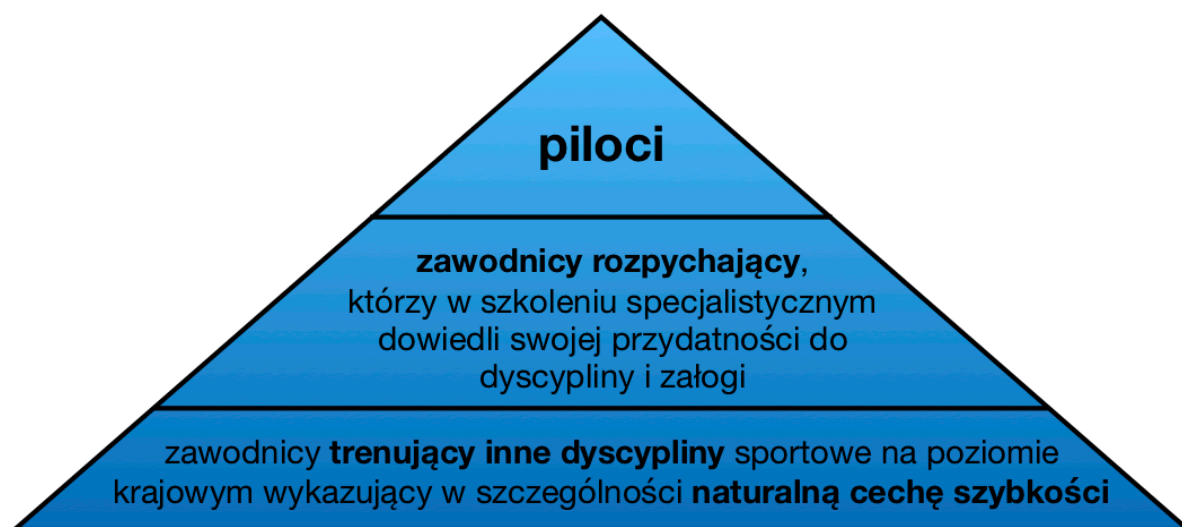 piloci
zawodnicy rozpychający,
którzy w szkoleniu specjalistycznym
dowiedli swojej przydatności do
dyscypliny i załogi
zawodnicy trenujący inne dyscypliny sportowe na poziomie
krajowym wykazujący w szczególności naturalną cechę szybkości